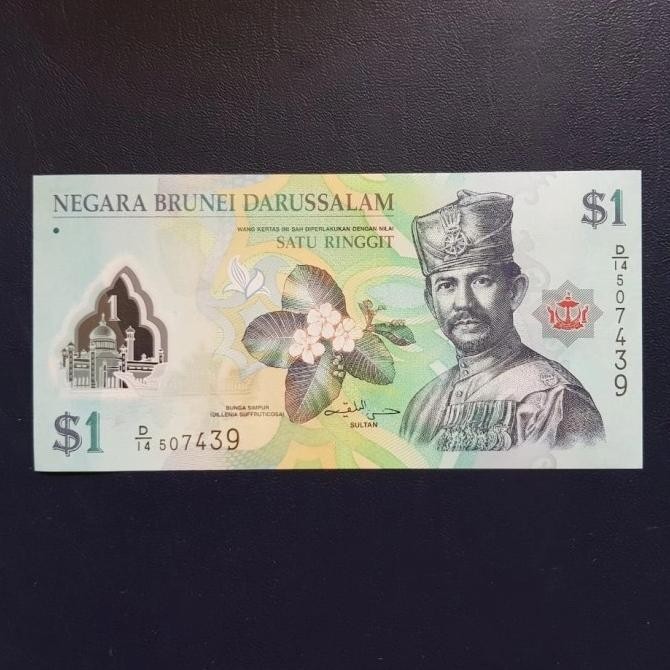 NEGARA BRUNEI DARUSSALAM
WANG KERTAS INI SAH DIPERLAKUKAN DENGAN NILAI
SATU RINGGIT
$1
D/14 507439
1
BUNGA SIMPUR
(DILLENIA SUFFRUTICOSA)
SULTAN
$1
D/14 507439